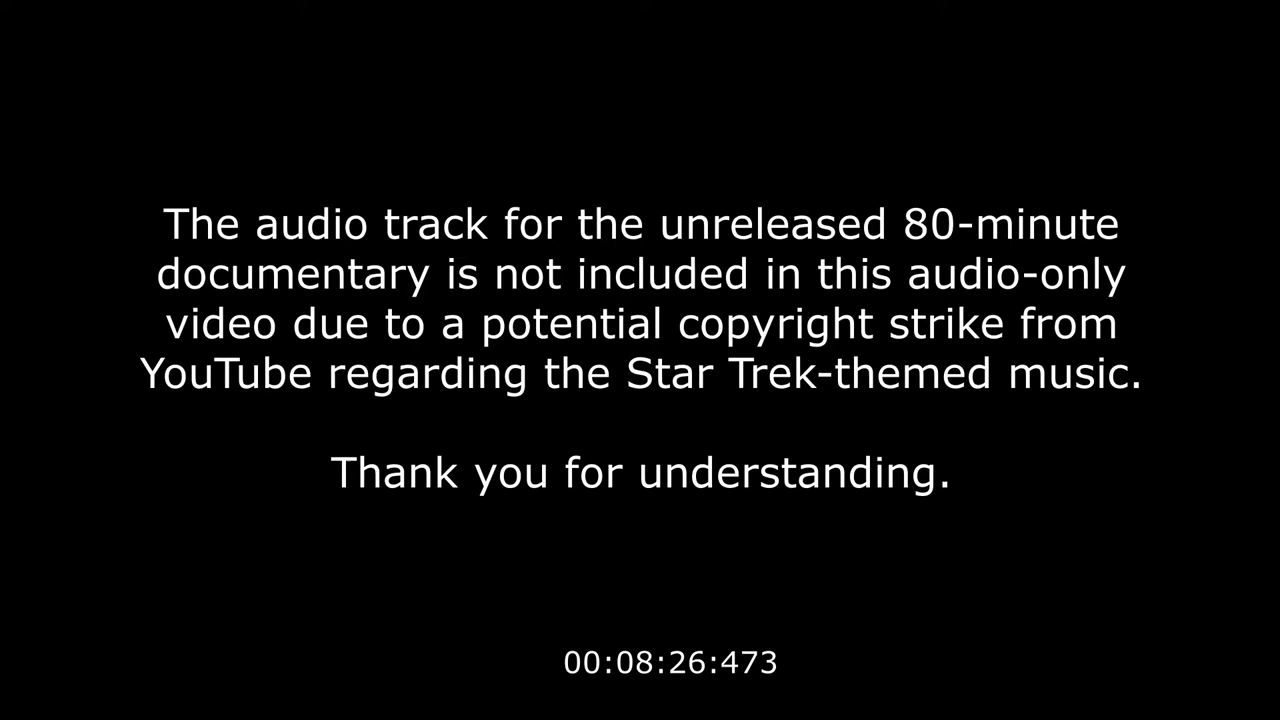 The audio track for the unreleased 80-minute
documentary is not included in this audio-only
video due to a potential copyright strike from
YouTube regarding the Star Trek-themed music.
Thank you for understanding.
00:08:26:473